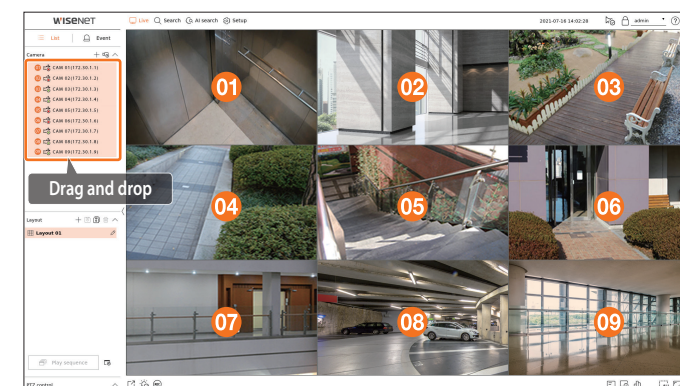 WISENET
Live Search AI search Setup
2021-07-16 14:02:28 admin
List Event
Camera
CAM 01(172.30.1.1)
CAM 02(172.30.1.2)
CAM 03(172.30.1.3)
CAM 04(172.30.1.4)
CAM 05(172.30.1.5)
CAM 06(172.30.1.6)
CAM 07(172.30.1.7)
CAM 08(172.30.1.8)
CAM 09(172.30.1.9)
Drag and drop
Layout
Layout 01
01 02 03
04 05 06
07 08 09
Play sequence
PTZ control